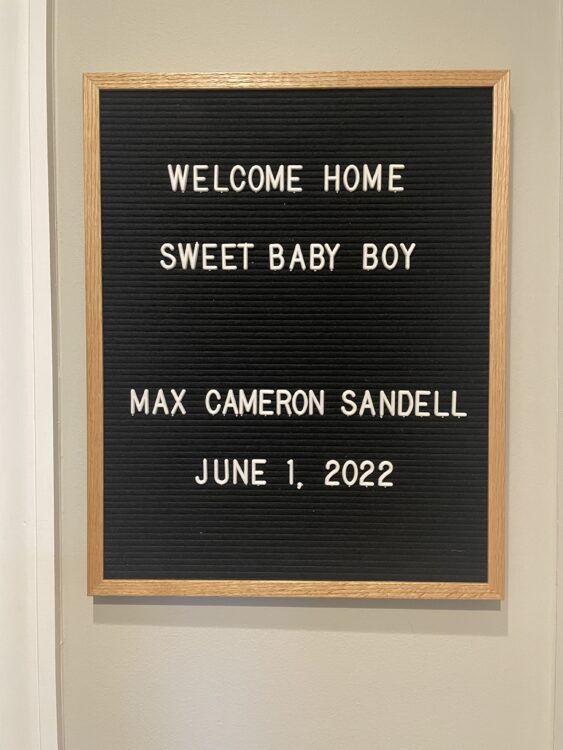 WELCOME HOME
SWEET BABY BOY
MAX CAMERON SANDELL
JUNE 1, 2022